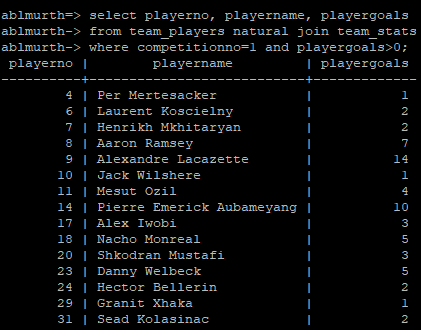 ablmurth=> select playerno, playername, playergoals
ablmurth-> from team_players natural join team_stats
ablmurth-> where competitionno=1 and playergoals>0;
 playerno |        playername         | playergoals
----------+---------------------------+-------------
        4 | Per Mertesacker           |           1
        6 | Laurent Koscielny         |           2
        7 | Henrikh Mkhitaryan        |           2
        8 | Aaron Ramsey              |           7
        9 | Alexandre Lacazette       |          14
       10 | Jack Wilshere             |           1
       11 | Mesut Ozil                |           4
       14 | Pierre Emerick Aubameyang |          10
       17 | Alex Iwobi                |           3
       18 | Nacho Monreal             |           5
       20 | Shkodran Mustafi          |           3
       23 | Danny Welbeck             |           5
       24 | Hector Bellerin           |           2
       29 | Granit Xhaka              |           1
       31 | Sead Kolasinac            |           2